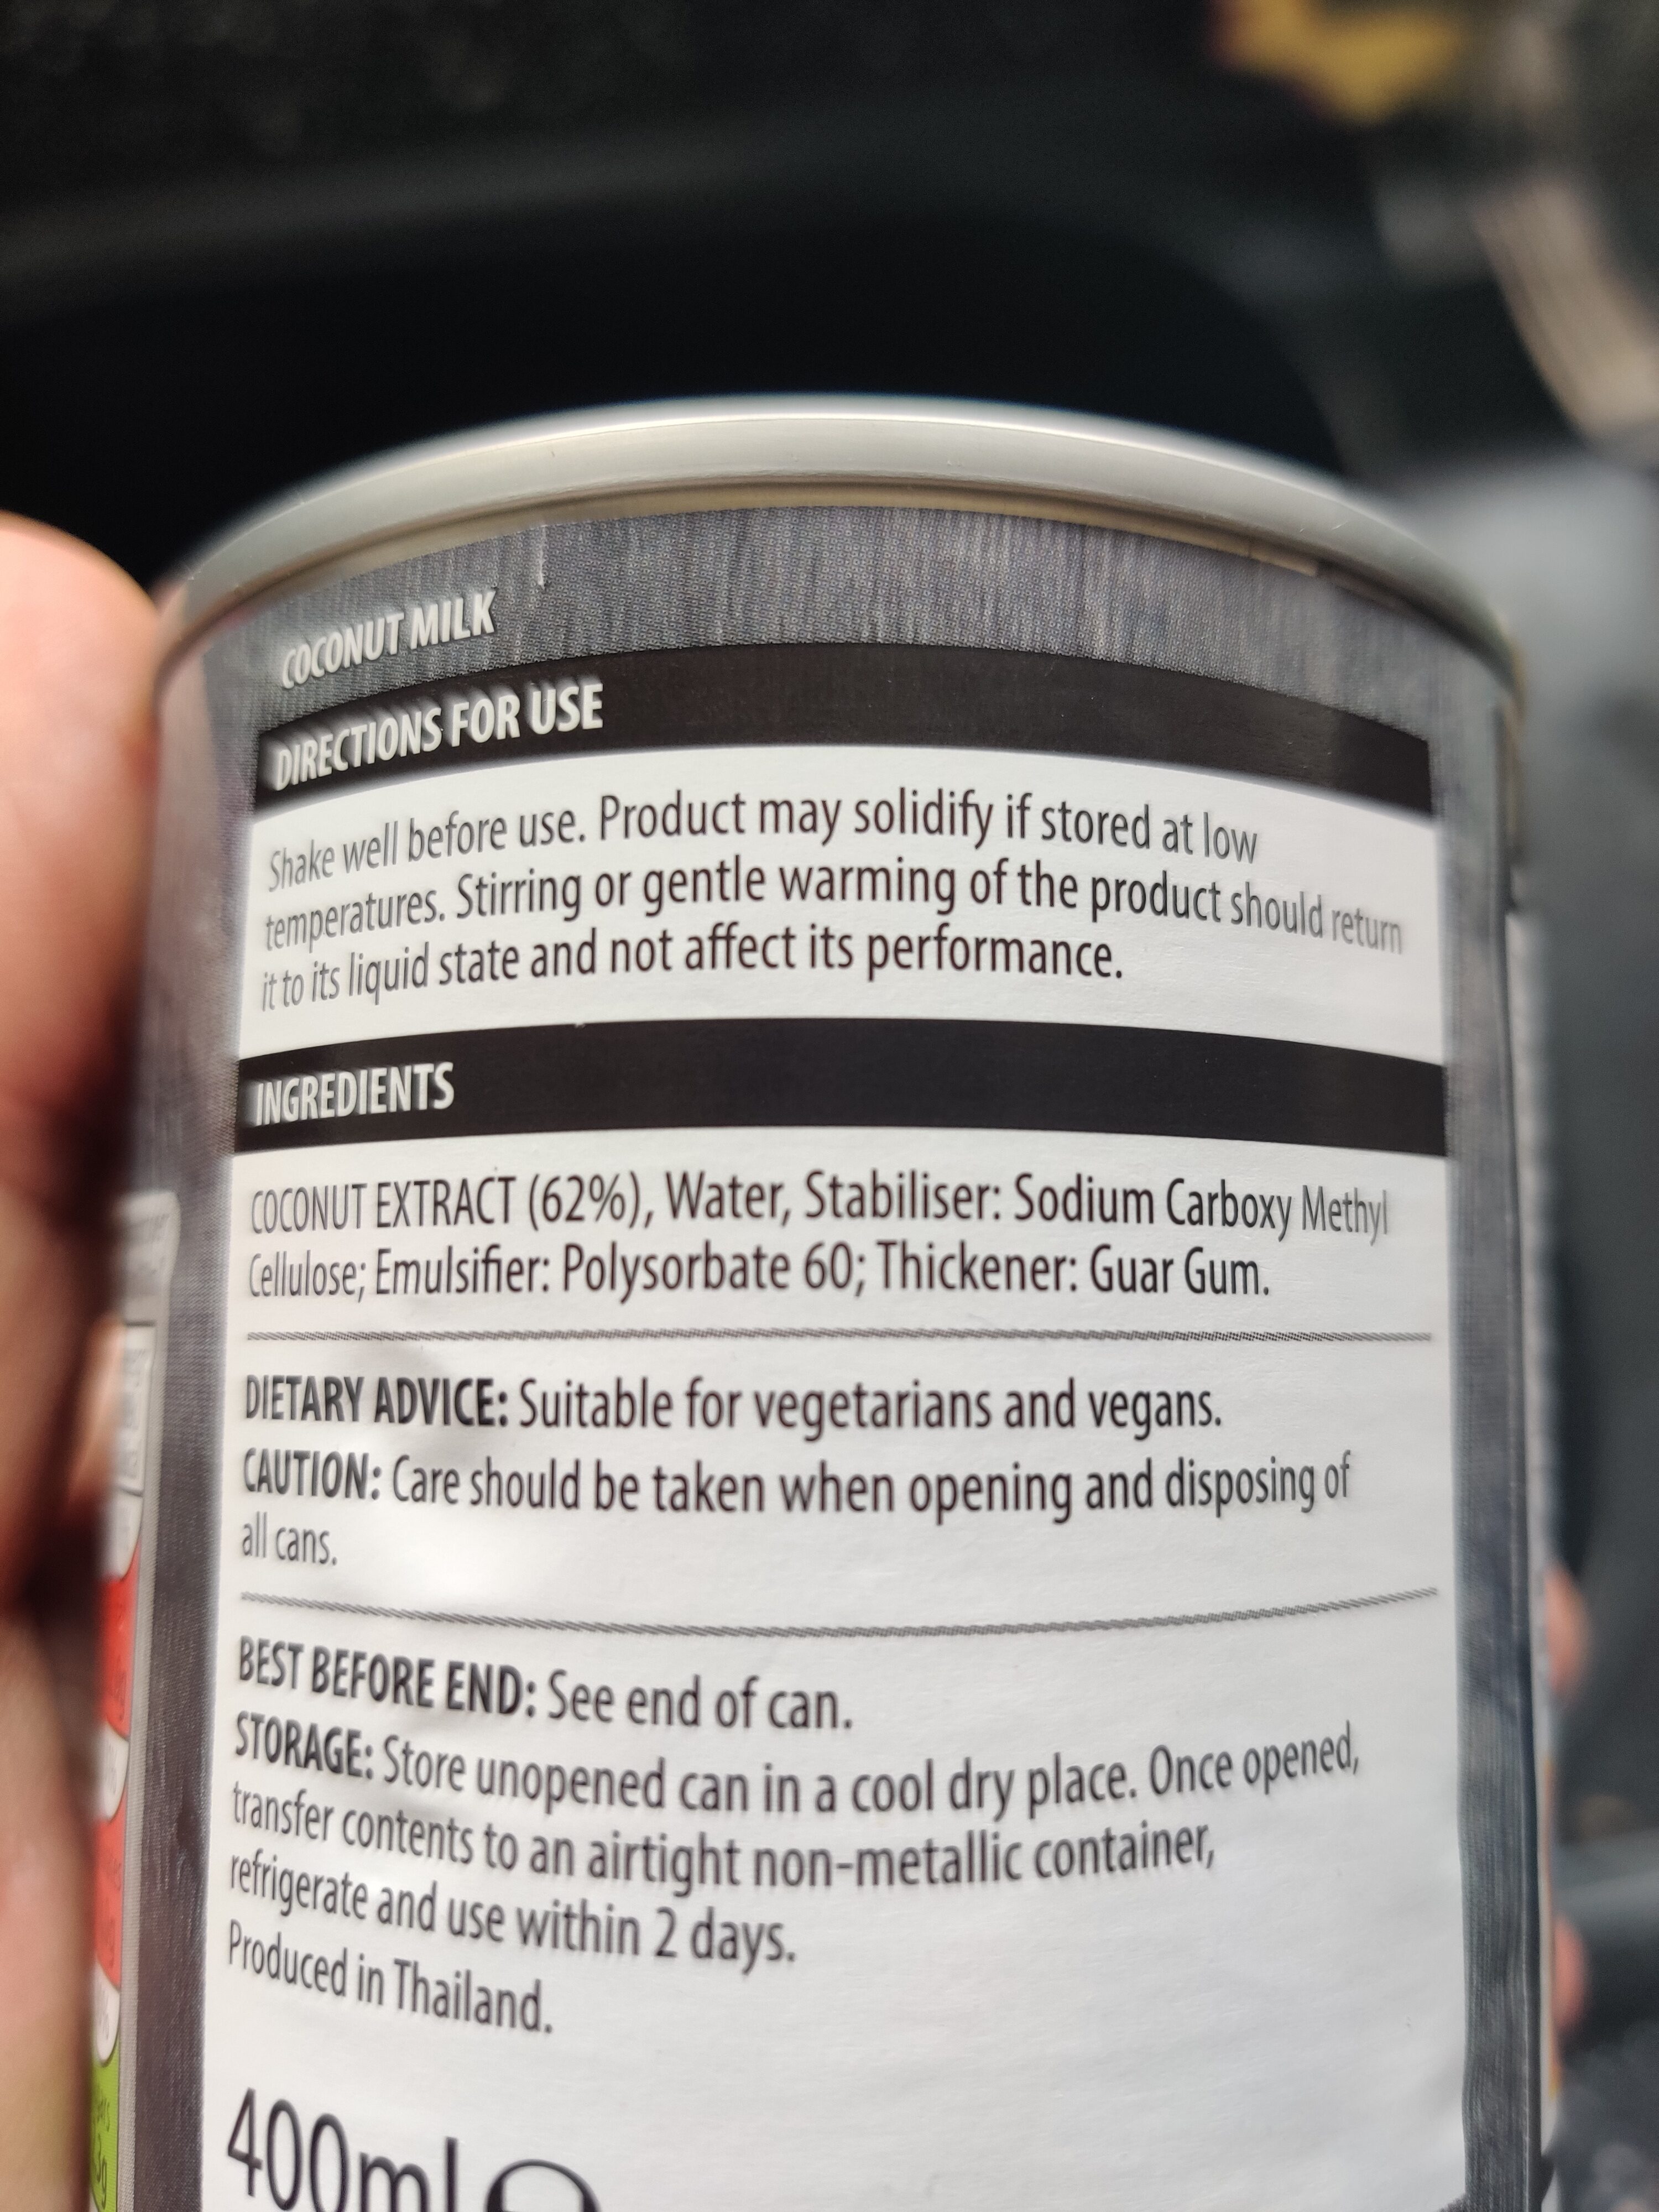 COCONUT MILK
DIRECTIONS FOR USE
Shake well before use. Product may solidify if stored at low
temperatures. Stirring or gentle warming of the product should return
it to its liquid state and not affect its performance.
INGREDIENTS
COCONUT EXTRACT (62%), Water, Stabiliser: Sodium Carboxy Methyl
Cellulose; Emulsifier: Polysorbate 60; Thickener: Guar Gum.
DIETARY ADVICE: Suitable for vegetarians and vegans.
CAUTION: Care should be taken when opening and disposing of
all cans.
BEST BEFORE END: See end of can.
STORAGE: Store unopened can in a cool dry place. Once opened,
transfer contents to an airtight non-metallic container,
refrigerate and use within 2 days.
Produced in Thailand.
400ml ℮